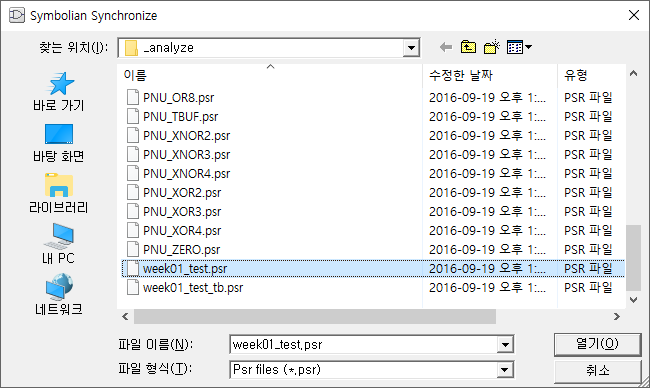 Symbolian Synchronize
찾는 위치(I): _analyze
이름 수정한 날짜 유형
PNU_OR8.psr 2016-09-19 오후 1:... PSR 파일
PNU_TBUF.psr 2016-09-19 오후 1:... PSR 파일
PNU_XNOR2.psr 2016-09-19 오후 1:... PSR 파일
PNU_XNOR3.psr 2016-09-19 오후 1:... PSR 파일
PNU_XNOR4.psr 2016-09-19 오후 1:... PSR 파일
PNU_XOR2.psr 2016-09-19 오후 1:... PSR 파일
PNU_XOR3.psr 2016-09-19 오후 1:... PSR 파일
PNU_XOR4.psr 2016-09-19 오후 1:... PSR 파일
PNU_ZERO.psr 2016-09-19 오후 1:... PSR 파일
week01_test.psr 2016-09-19 오후 1:... PSR 파일
week01_test_tb.psr 2016-09-19 오후 1:... PSR 파일
바로 가기
바탕 화면
라이브러리
내 PC
네트워크
파일 이름(N): week01_test.psr 열기(O)
파일 형식(T): Psr files (*.psr) 취소